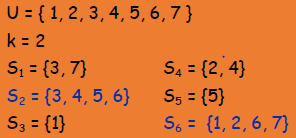 U = { 1, 2, 3, 4, 5, 6, 7 }
k = 2
S₁ = {3, 7} S₄ = {2, 4}
S₂ = {3, 4, 5, 6} S₅ = {5}
S₃ = {1} S₆ = {1, 2, 6, 7}